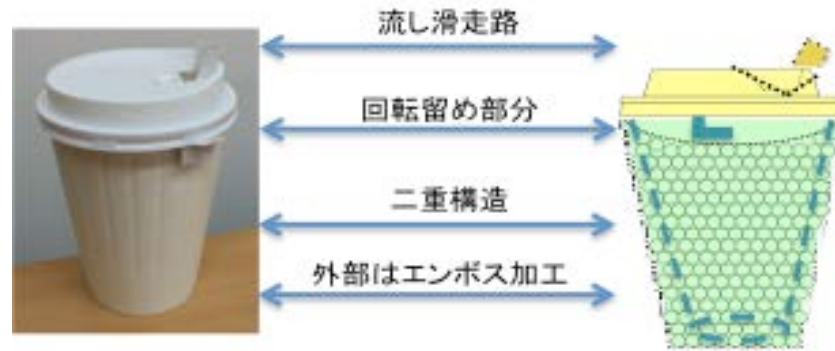 流し滑走路
回転留め部分
二重構造
外部はエンボス加工